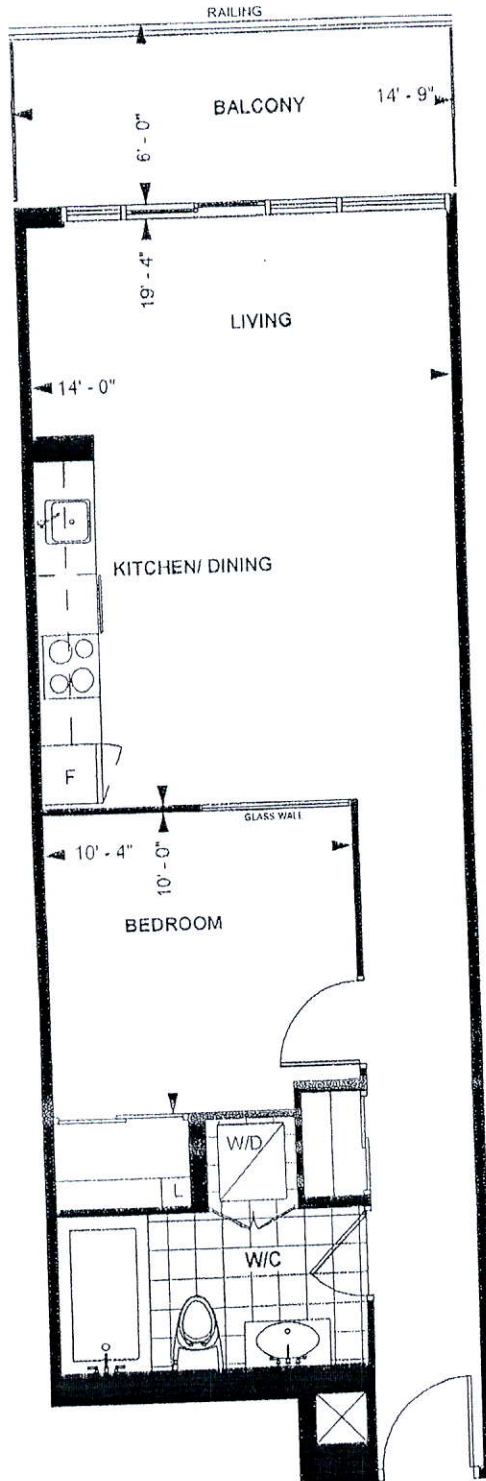 RAILING
BALCONY
14' - 9"
6' - 0"
19' - 4"
LIVING
14' - 0"
KITCHEN/ DINING
F
GLASS WALL
10' - 4"
10' - 0"
BEDROOM
W/D
L
W/C